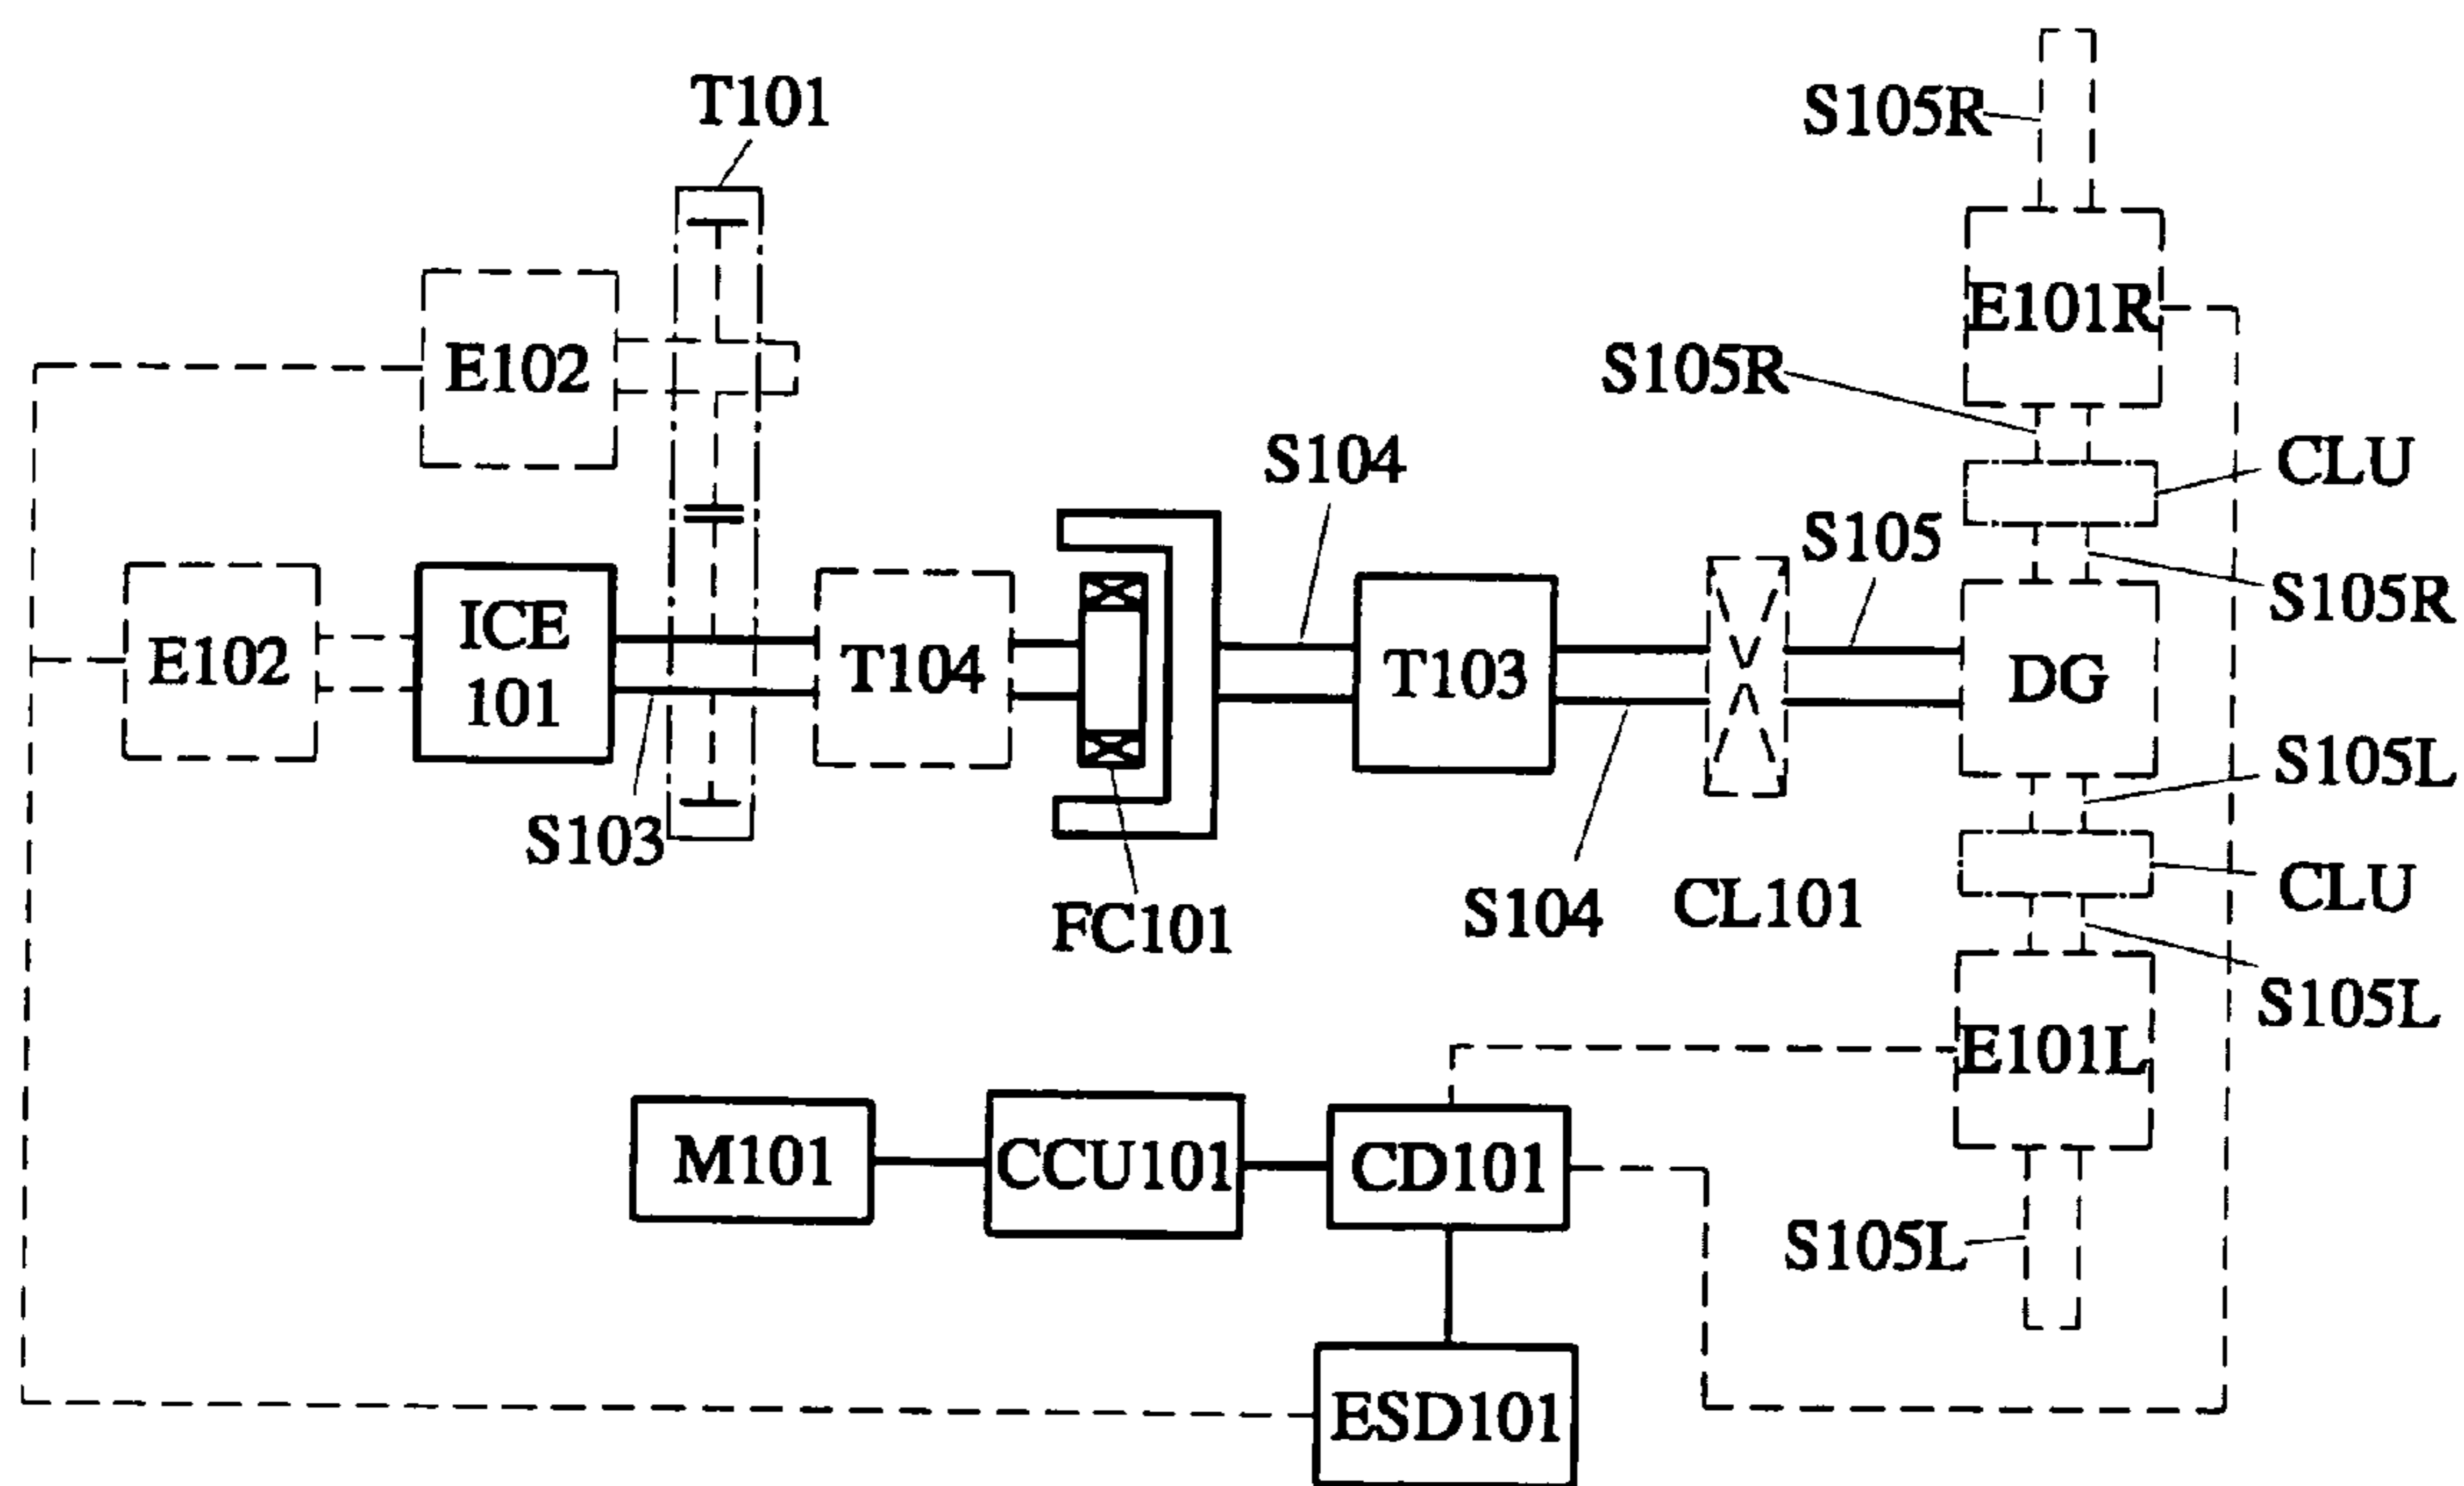 T101
S105R
E101R
E102
S105R
S104
CLU
S105
S105R
ICE
101
E102
T104
T103
DG
S105L
S103
CLU
FC101
S104
CL101
S105L
E101L
M101
CCU101
CD101
S105L
ESD101